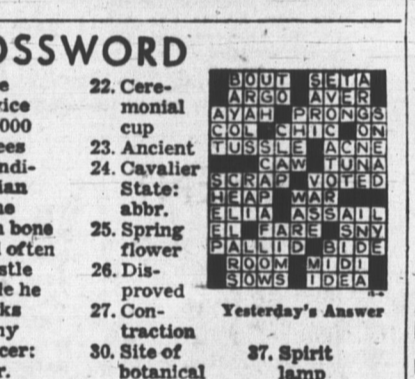 OSSWORD
e
vice
000
ees
ndi-
ian
ne
n bone
l often
stle
le he
ks
ny
cer:
r.
22. Cere-
monial
cup
23. Ancient
24. Cavalier
State:
abbr.
25. Spring
flower
26. Dis-
proved
27. Con-
traction
30. Site of
botanical
BOUT SETA
ARGO AVER
AYAH PRONGS
COL CHIC ON
TUSSLE ACNE
CAW TUNA
SCRAP VOTED
HEAP WAR
ELIA ASSAIL
EL FARE SNY
PALLID BIDE
ROOM MIDI
SOWS IDEA
Yesterday's Answer
37. Spirit
lamp